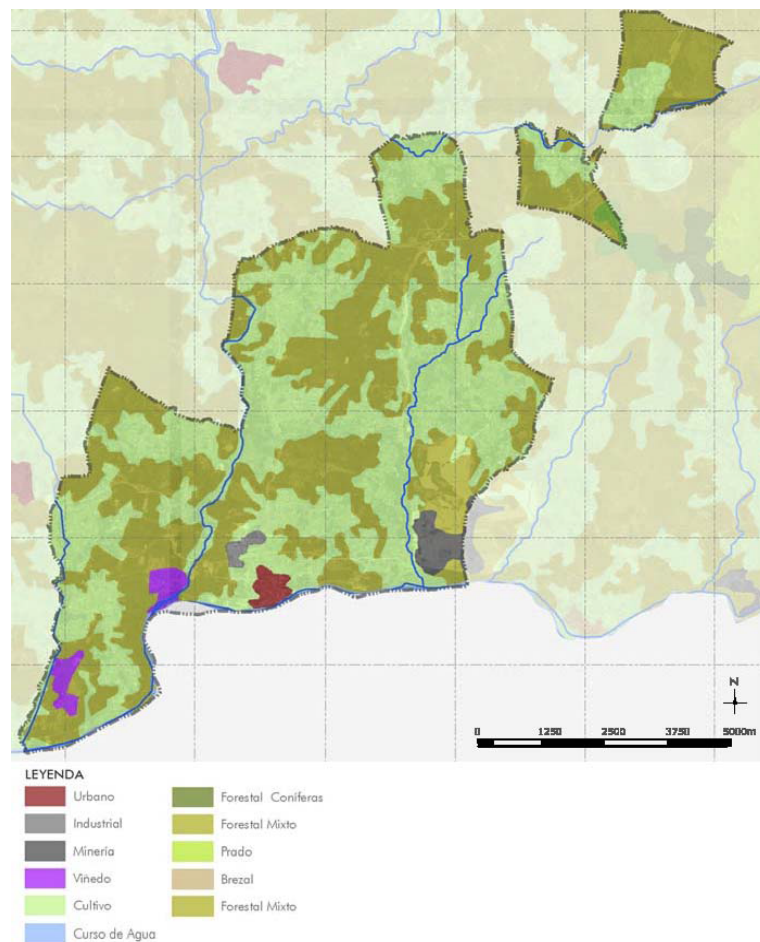 N
0 1250 2500 3750 5000m
LEYENDA
Urbano
Industrial
Minería
Viñedo
Cultivo
Curso de Agua
Forestal Coníferas
Forestal Mixto
Prado
Brezal
Forestal Mixto